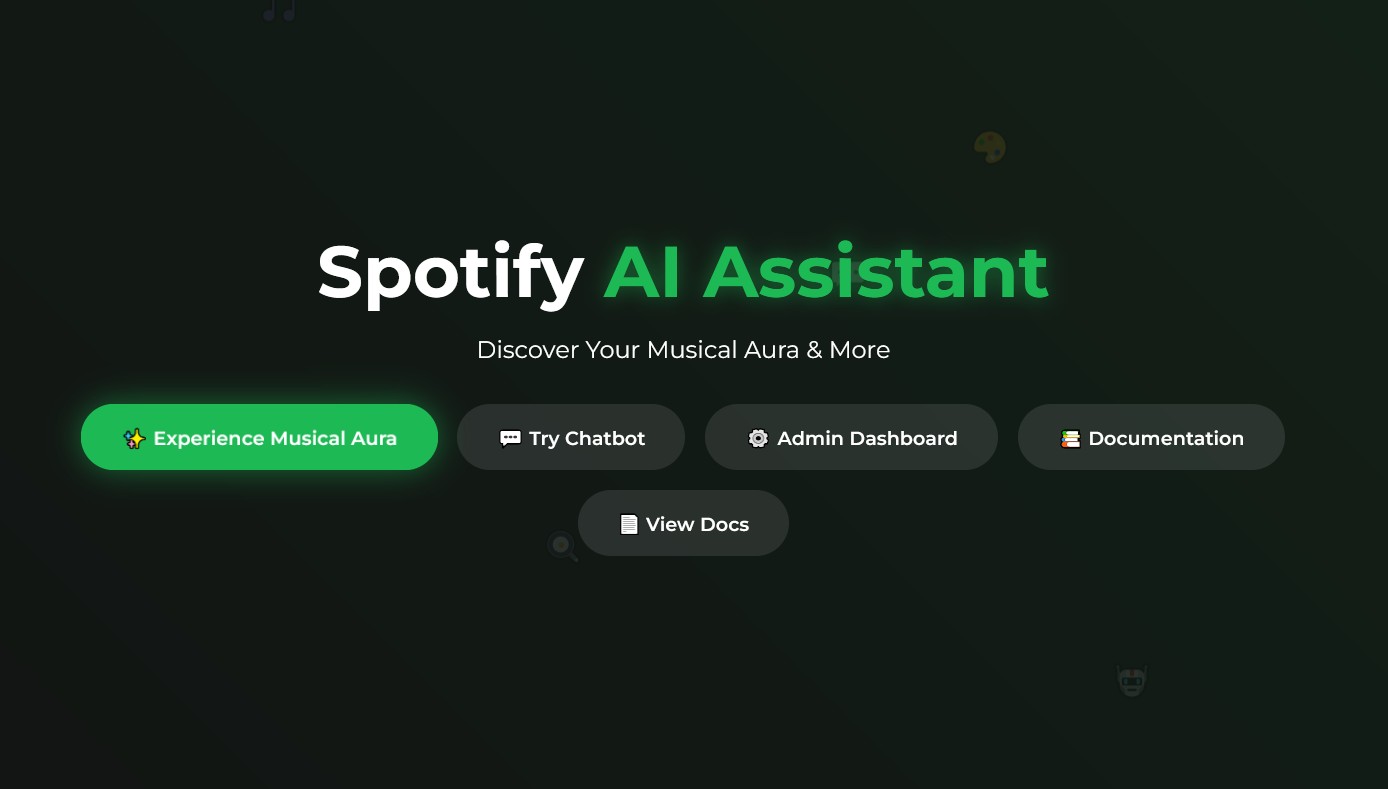 Spotify AI Assistant
Discover Your Musical Aura & More
✨ Experience Musical Aura
💬 Try Chatbot
⚙️ Admin Dashboard
📚 Documentation
📄 View Docs